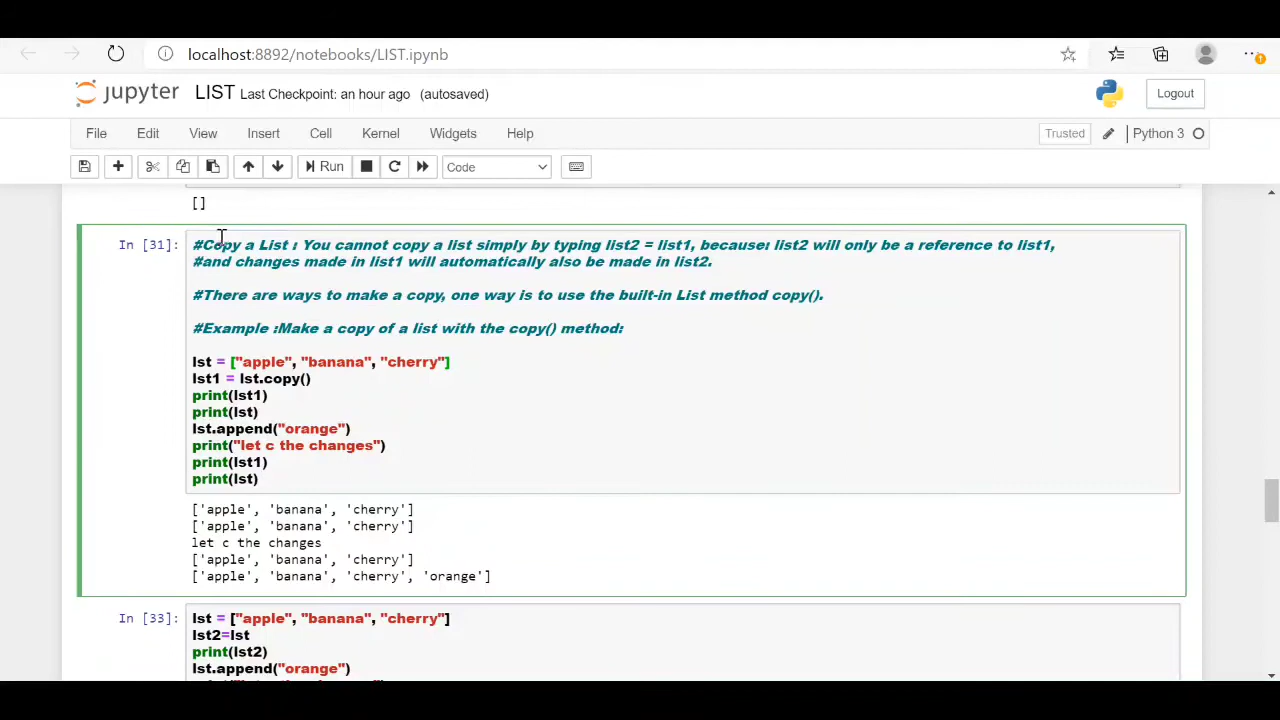 localhost:8892/notebooks/LIST.ipynb
jupyter LIST Last Checkpoint: an hour ago (autosaved)
Logout
File Edit View Insert Cell Kernel Widgets Help
Trusted Python 3
Run Code
[]
In [31]:
#Copy a List : You cannot copy a list simply by typing list2 = list1, because: list2 will only be a reference to list1,
#and changes made in list1 will automatically also be made in list2.
#There are ways to make a copy, one way is to use the built-in List method copy().
#Example :Make a copy of a list with the copy() method:
lst = ["apple", "banana", "cherry"]
lst1 = lst.copy()
print(lst1)
print(lst)
lst.append("orange")
print("let c the changes")
print(lst1)
print(lst)
['apple', 'banana', 'cherry']
['apple', 'banana', 'cherry']
let c the changes
['apple', 'banana', 'cherry']
['apple', 'banana', 'cherry', 'orange']
In [33]:
lst = ["apple", "banana", "cherry"]
lst2=lst
print(lst2)
lst.append("orange")